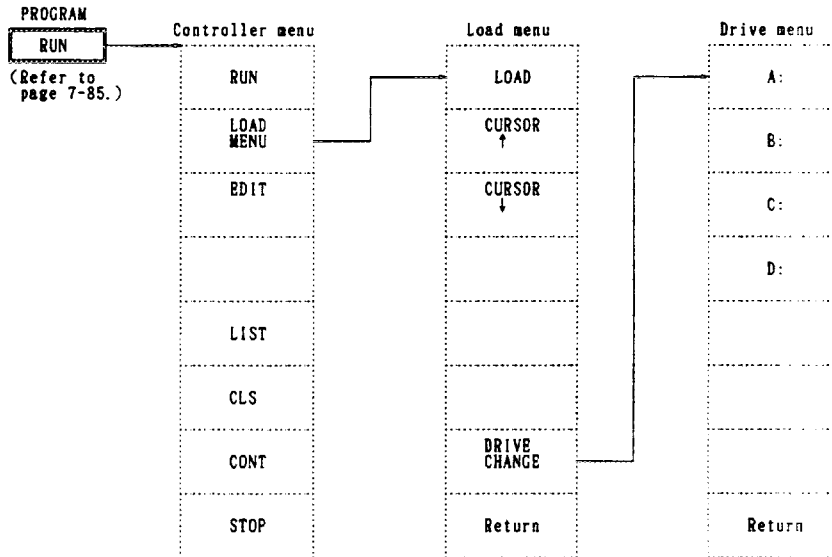 PROGRAM
RUN
(Refer to
page 7-85.)
Controller menu
RUN
LOAD
MENU
EDIT
LIST
CLS
CONT
STOP
Load menu
LOAD
CURSOR
↑
CURSOR
↓
DRIVE
CHANGE
Return
Drive menu
A:
B:
C:
D:
Return